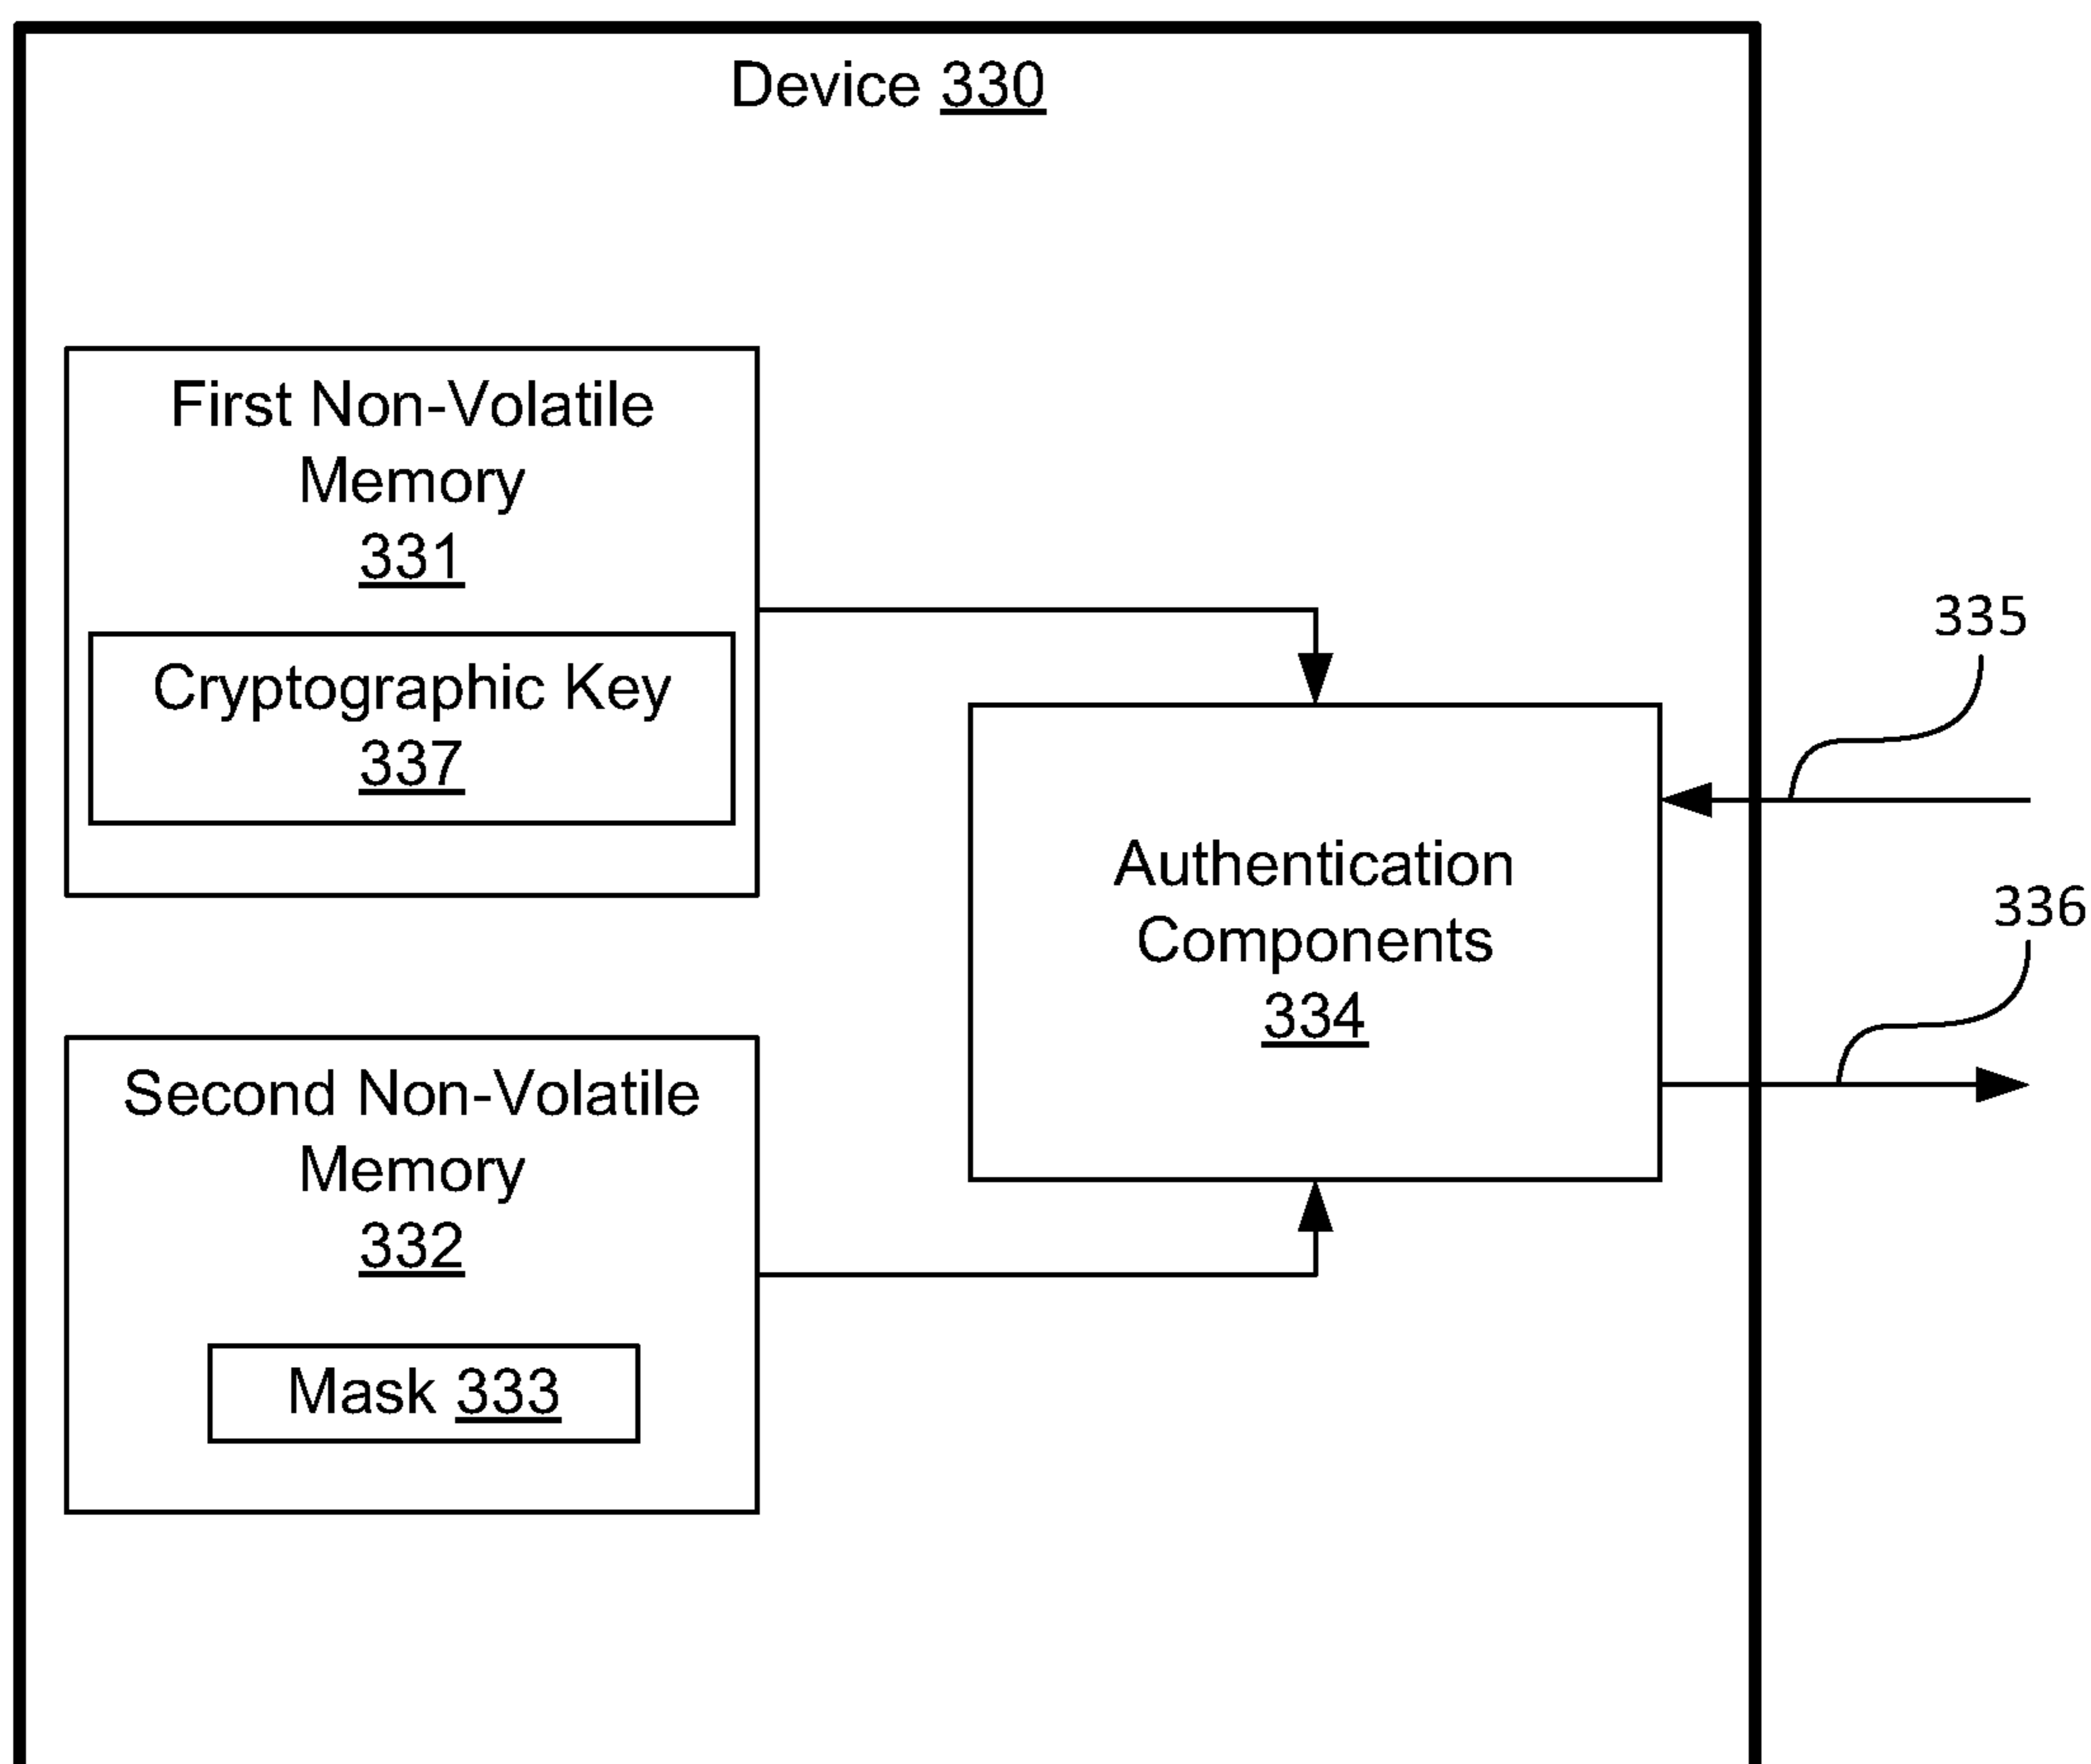 Device 330
First Non-Volatile
Memory
331
Cryptographic Key
337
335
Authentication
Components
334
336
Second Non-Volatile
Memory
332
Mask 333